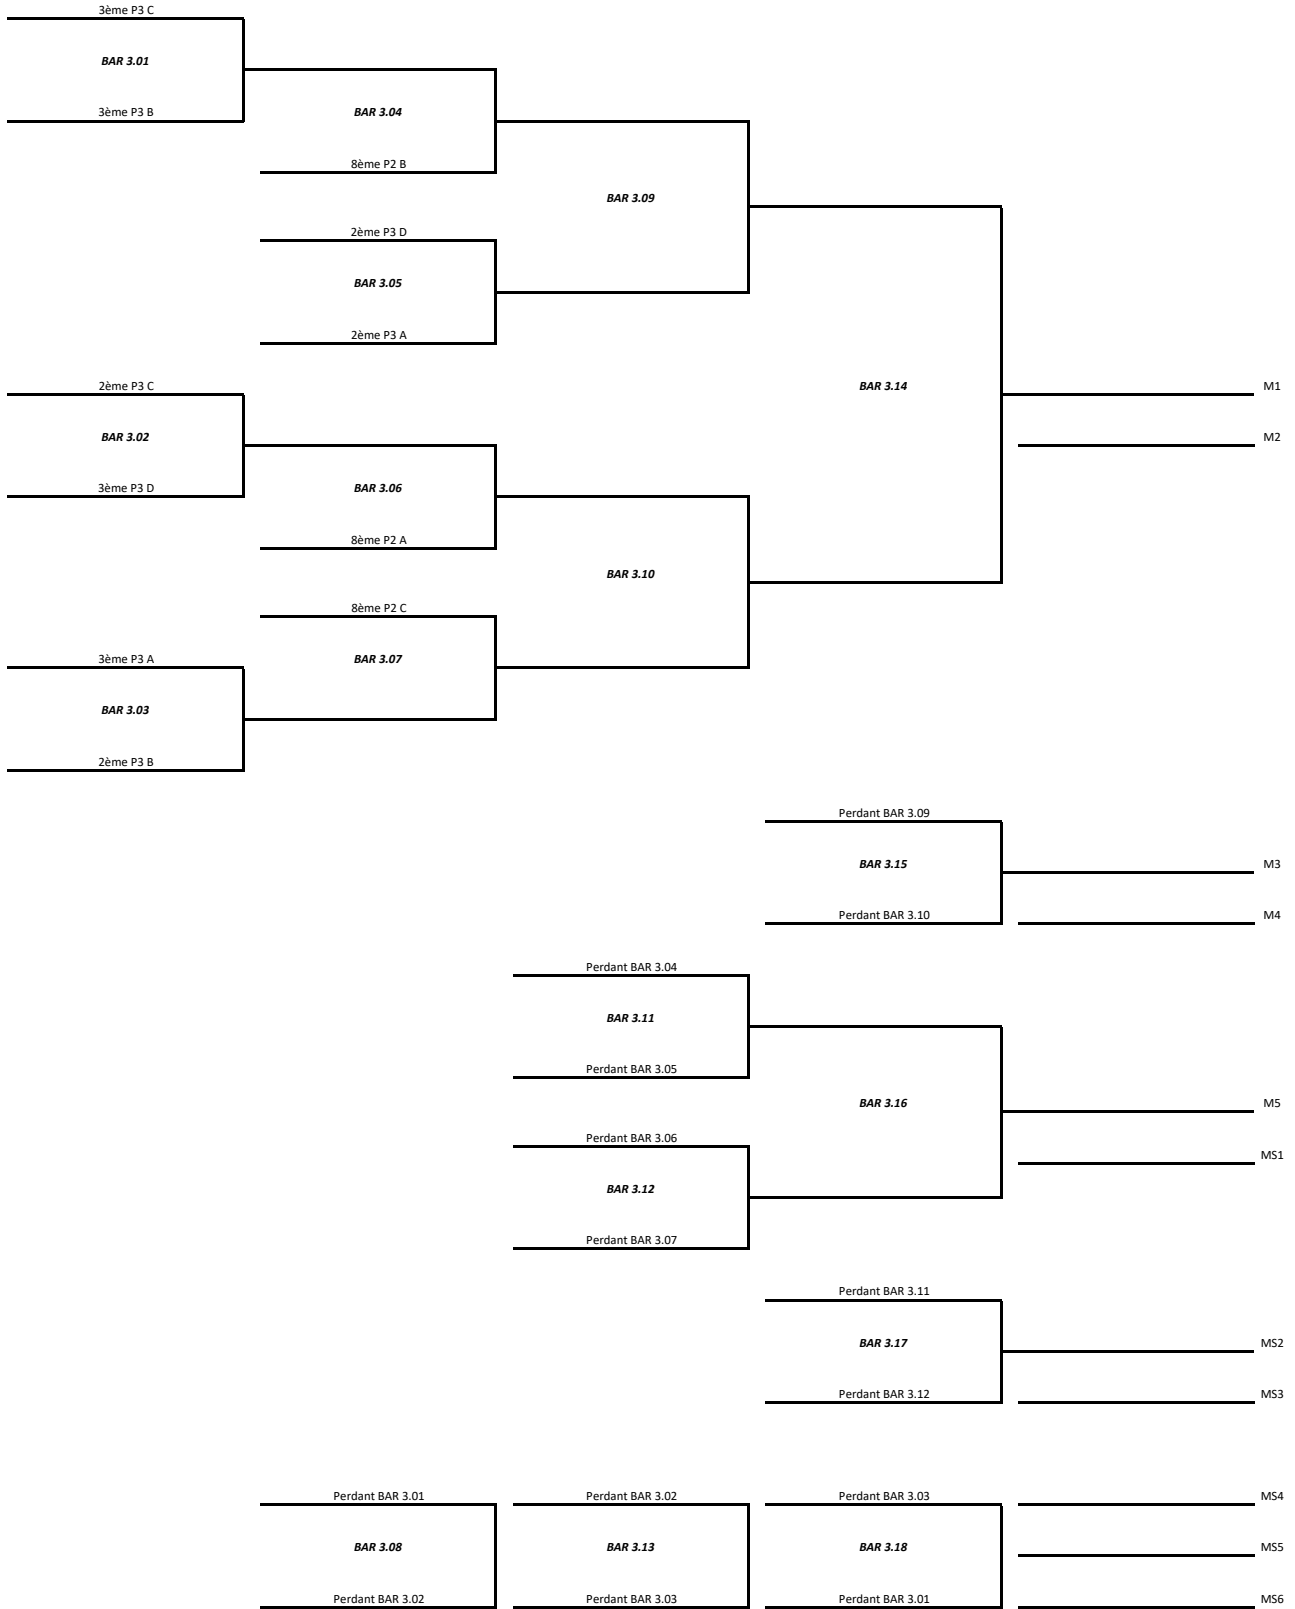 3ème P3 C
BAR 3.01
3ème P3 B
BAR 3.04
8ème P2 B
BAR 3.09
2ème P3 D
BAR 3.05
2ème P3 A
2ème P3 C
BAR 3.14
M1
BAR 3.02
M2
3ème P3 D
BAR 3.06
8ème P2 A
BAR 3.10
8ème P2 C
3ème P3 A
BAR 3.07
BAR 3.03
2ème P3 B
Perdant BAR 3.09
BAR 3.15
M3
Perdant BAR 3.10
M4
Perdant BAR 3.04
BAR 3.11
Perdant BAR 3.05
BAR 3.16
M5
Perdant BAR 3.06
MS1
BAR 3.12
Perdant BAR 3.07
Perdant BAR 3.11
BAR 3.17
MS2
Perdant BAR 3.12
MS3
Perdant BAR 3.01
Perdant BAR 3.02
Perdant BAR 3.03
MS4
BAR 3.08
BAR 3.13
BAR 3.18
MS5
Perdant BAR 3.02
Perdant BAR 3.03
Perdant BAR 3.01
MS6